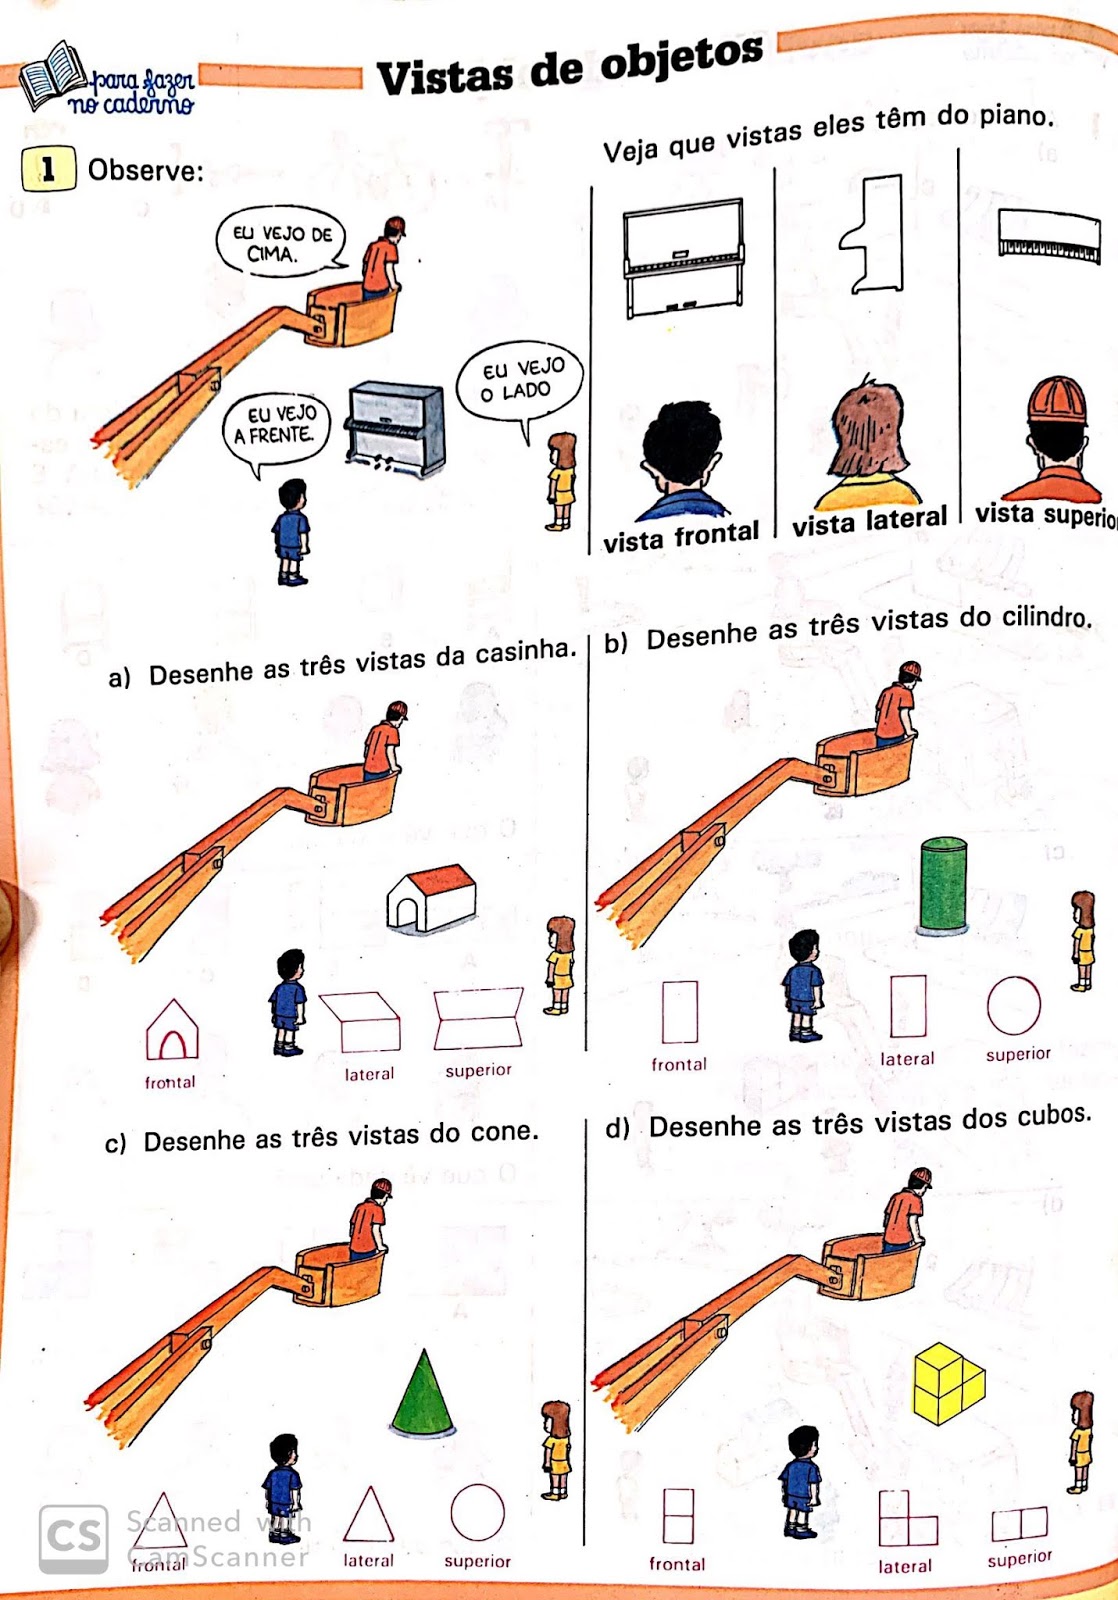 para fazer
no caderno
Vistas de objetos
1 Observe:
EU VEJO DE
CIMA.
EU VEJO
A FRENTE.
EU VEJO
O LADO
Veja que vistas eles têm do piano.
vista frontal
vista lateral
vista superio
a) Desenhe as três vistas da casinha.
frontal
lateral
superior
b) Desenhe as três vistas do cilindro.
frontal
lateral
superior
c) Desenhe as três vistas do cone.
frontal
lateral
superior
d) Desenhe as três vistas dos cubos.
frontal
lateral
superior
CS
Scanned with
CamScanner